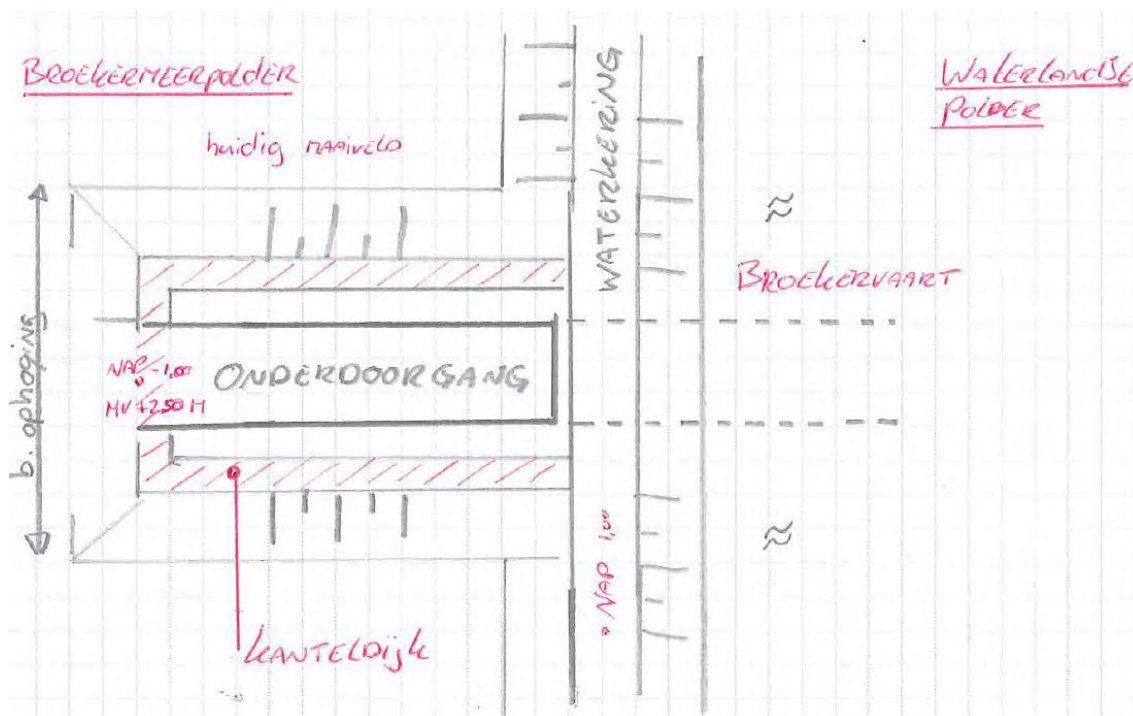 BROEKERMEERPOLDER
WATERLANDSE
POLDER
huidig MAAIVELD
WATERKERING
BROEKERVAART
b. ophoging
NAP -1,00
MV +2.50 M
ONDERDOORGANG
NAP 1,00
KANTELDIJK